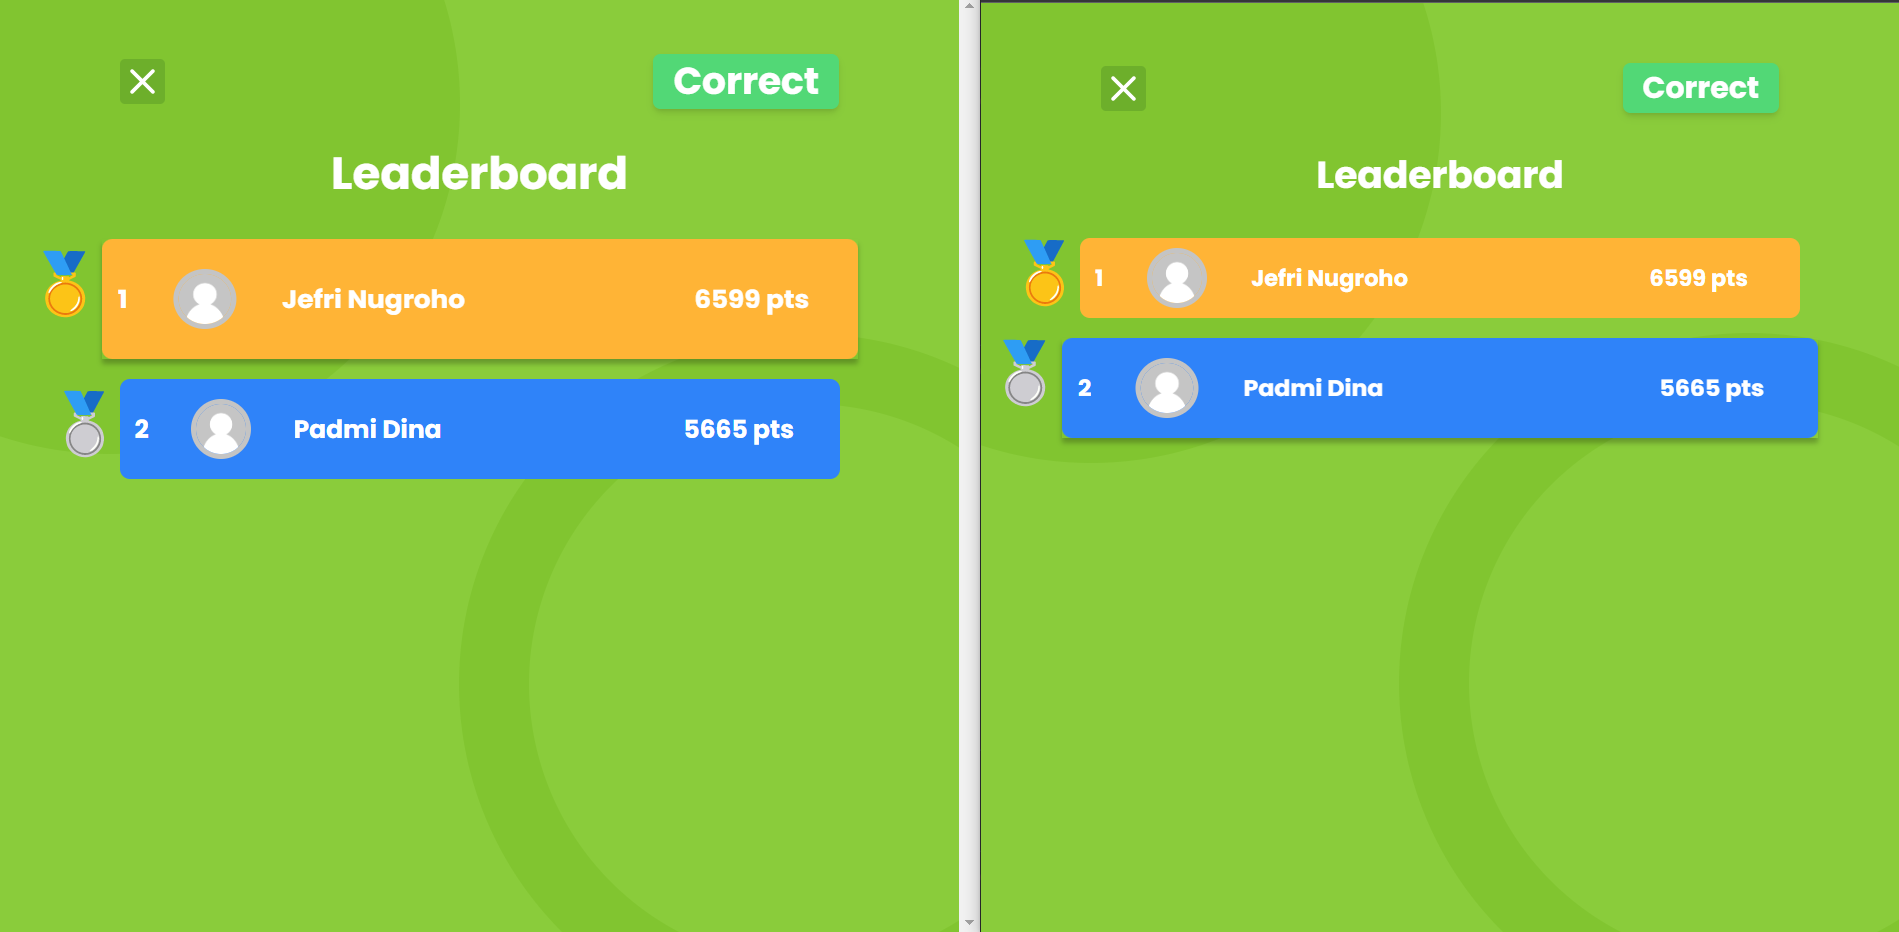 Correct
Leaderboard
1 Jefri Nugroho 6599 pts
2 Padmi Dina 5665 pts
Correct
Leaderboard
1 Jefri Nugroho 6599 pts
2 Padmi Dina 5665 pts